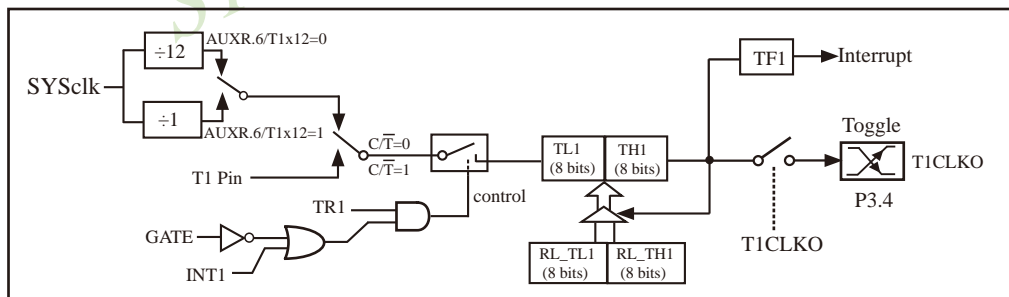 ÷12
AUXR.6/T1x12=0
SYSclk
÷1
AUXR.6/T1x12=1
T1 Pin
C/T̅=0
C/T̅=1
control
TR1
GATE
INT1
TL1
(8 bits)
TH1
(8 bits)
RL_TL1
(8 bits)
RL_TH1
(8 bits)
TF1
Interrupt
Toggle
T1CLKO
P3.4
T1CLKO